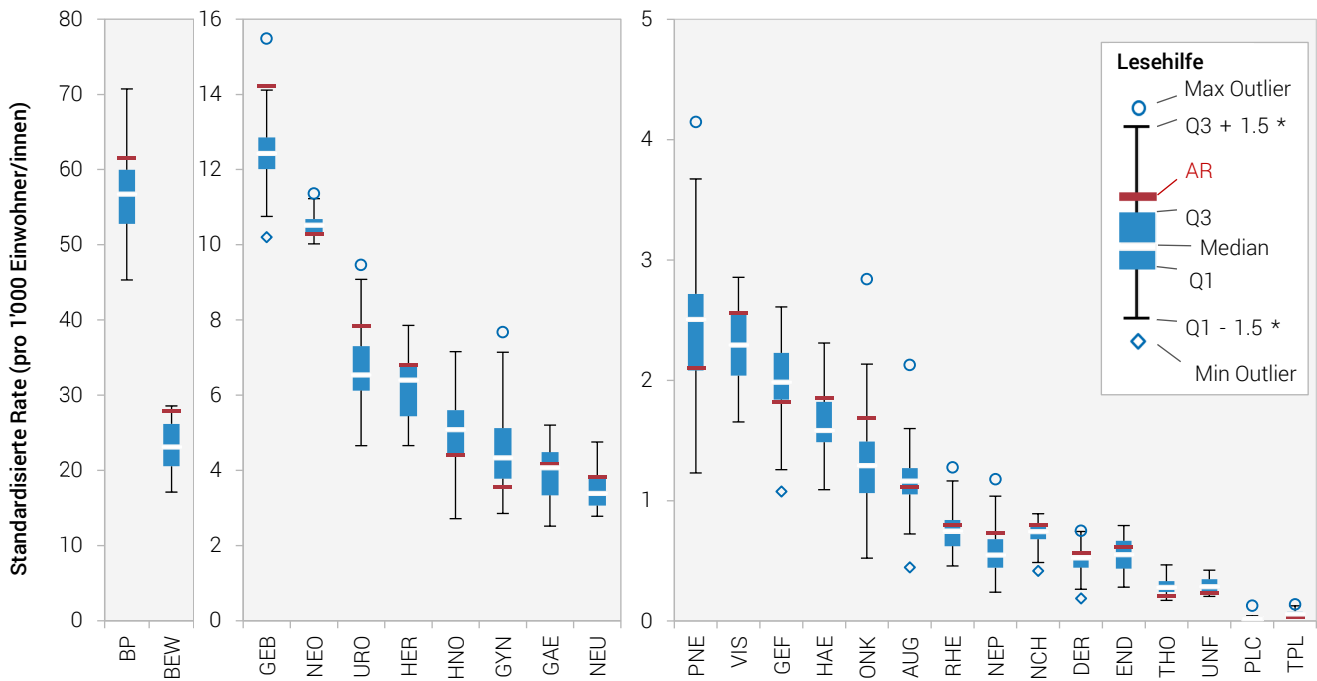 Standardisierte Rate (pro 1'000 Einwohner/innen)
80
70
60
50
40
30
20
10
0
BP
BEW
16
14
12
10
8
6
4
2
0
GEB
NEO
URO
HER
HNO
GYN
GAE
NEU
5
4
3
2
1
0
PNE
VIS
GEF
HAE
ONK
AUG
RHE
NEP
NCH
DER
END
THO
UNF
PLC
TPL
Lesehilfe
Max Outlier
Q3 + 1.5 *
AR
Q3
Median
Q1
Q1 - 1.5 *
Min Outlier